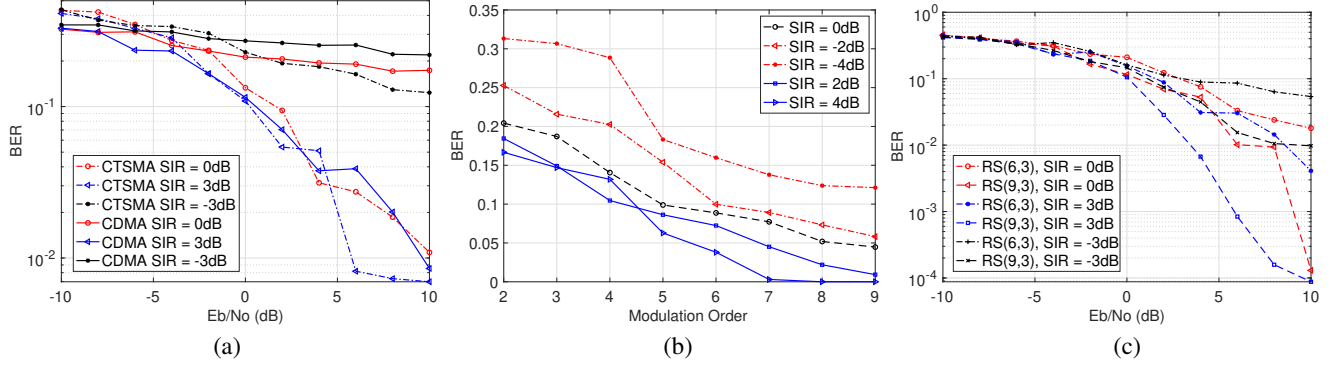 BER
10^-1
10^-2
CTSMA SIR = 0dB
CTSMA SIR = 3dB
CTSMA SIR = -3dB
CDMA SIR = 0dB
CDMA SIR = 3dB
CDMA SIR = -3dB
-10 -5 0 5 10
Eb/No (dB)
(a)
BER
0.35
0.3
0.25
0.2
0.15
0.1
0.05
0
SIR = 0dB
SIR = -2dB
SIR = -4dB
SIR = 2dB
SIR = 4dB
2 3 4 5 6 7 8 9
Modulation Order
(b)
BER
10^0
10^-1
10^-2
10^-3
10^-4
RS(6,3), SIR = 0dB
RS(9,3), SIR = 0dB
RS(6,3), SIR = 3dB
RS(9,3), SIR = 3dB
RS(6,3), SIR = -3dB
RS(9,3), SIR = -3dB
-10 -5 0 5 10
Eb/No (dB)
(c)